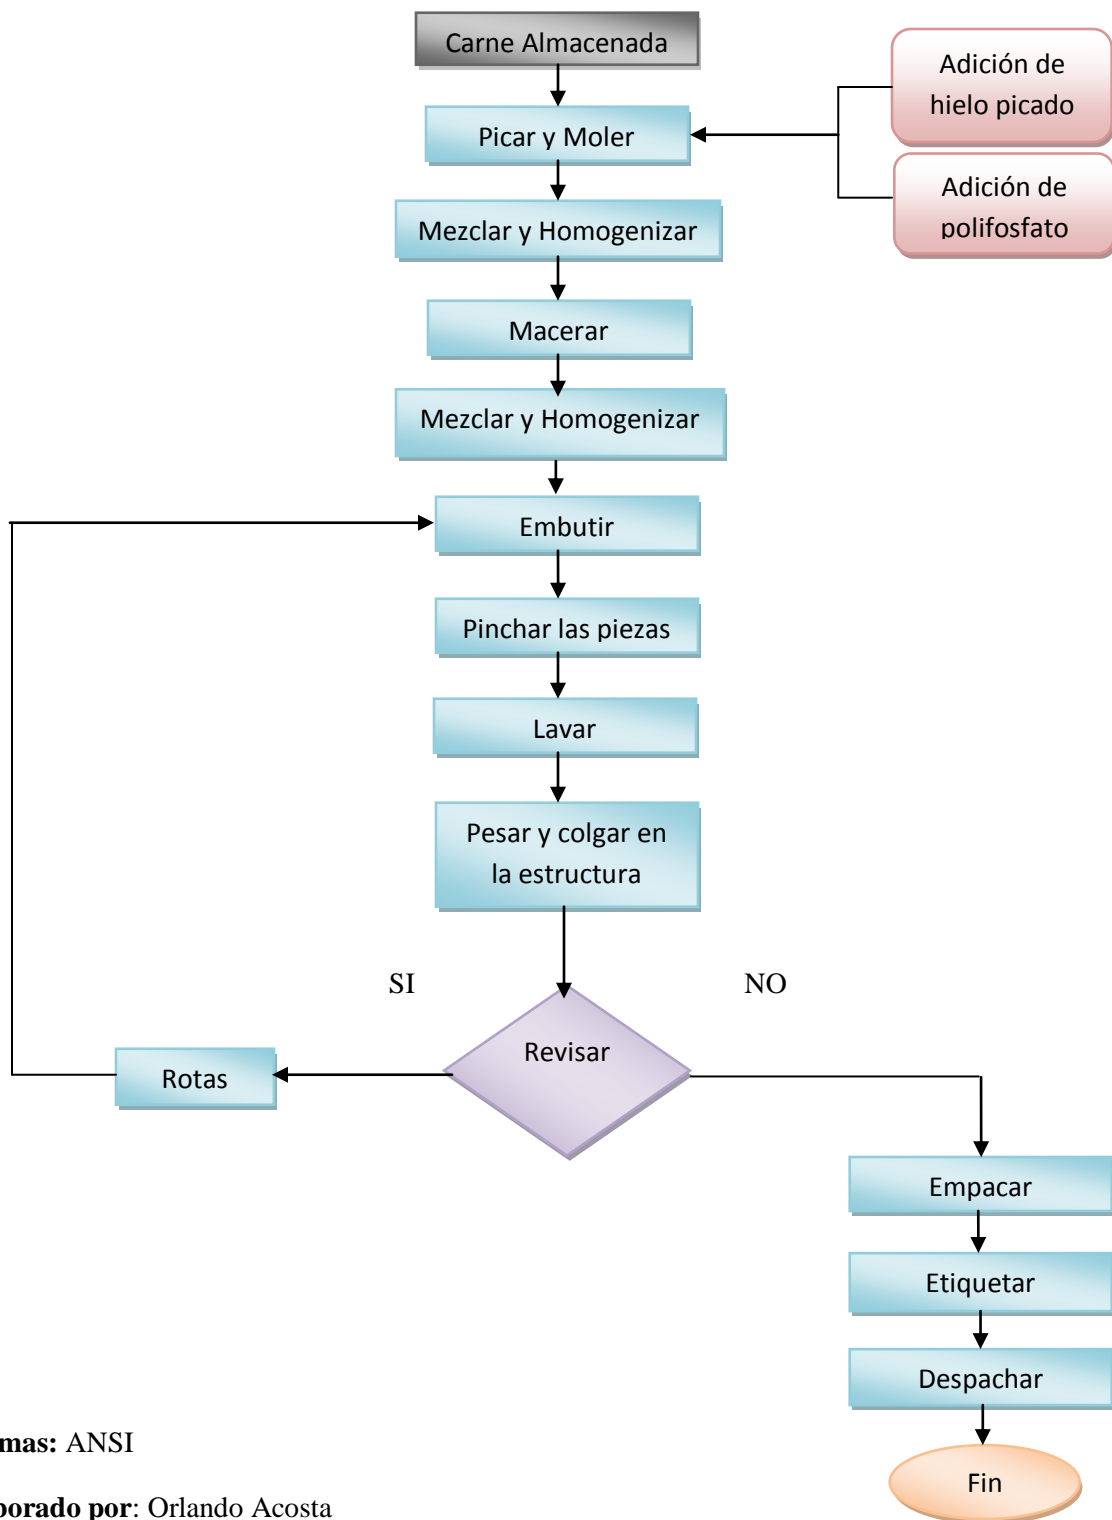 Carne Almacenada
Adición de
hielo picado
Picar y Moler
Adición de
polifosfato
Mezclar y Homogenizar
Macerar
Mezclar y Homogenizar
Embutir
Pinchar las piezas
Lavar
Pesar y colgar en
la estructura
SI
NO
Revisar
Rotas
Empacar
Etiquetar
Despachar
Fin
mas: ANSI
porado por: Orlando Acosta